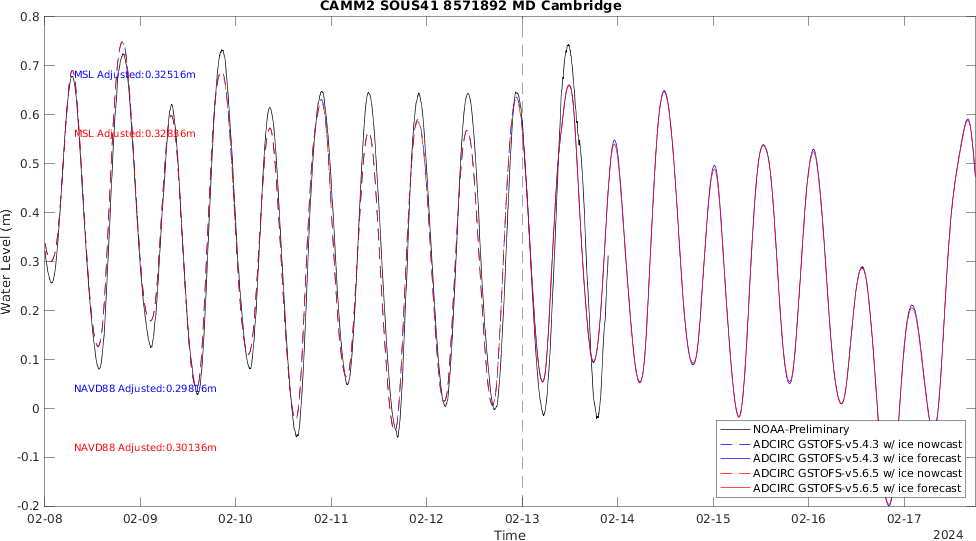 CAMM2 SOUS41 8571892 MD Cambridge
0.8
0.7
MSL Adjusted:0.32516m
0.6
MSL Adjusted:0.32836m
0.5
0.4
0.3
Water Level (m)
0.2
0.1
NAVD88 Adjusted:0.29816m
0
NAVD88 Adjusted:0.30136m
-0.1
-0.2
NOAA-Preliminary
ADCIRC GSTOFS-v5.4.3 w/ ice nowcast
ADCIRC GSTOFS-v5.4.3 w/ ice forecast
ADCIRC GSTOFS-v5.6.5 w/ ice nowcast
ADCIRC GSTOFS-v5.6.5 w/ ice forecast
02-08 02-09 02-10 02-11 02-12 02-13 02-14 02-15 02-16 02-17
Time
2024